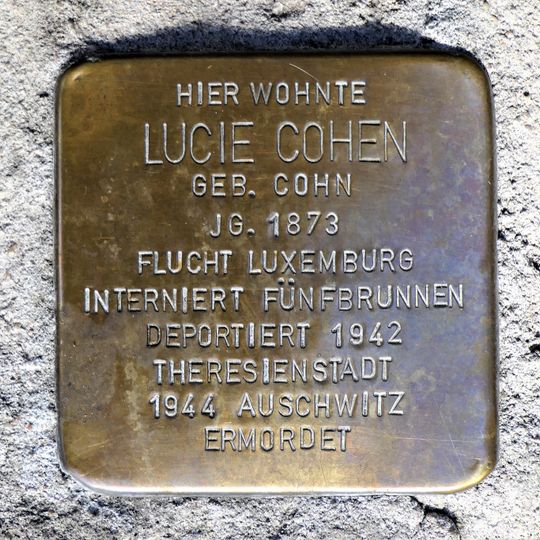 HIER WOHNTE
LUCIE COHEN
GEB. COHN
JG. 1873
FLUCHT LUXEMBURG
INTERNIERT FÜNFBRUNNEN
DEPORTIERT 1942
THERESIENSTADT
1944 AUSCHWITZ
ERMORDET